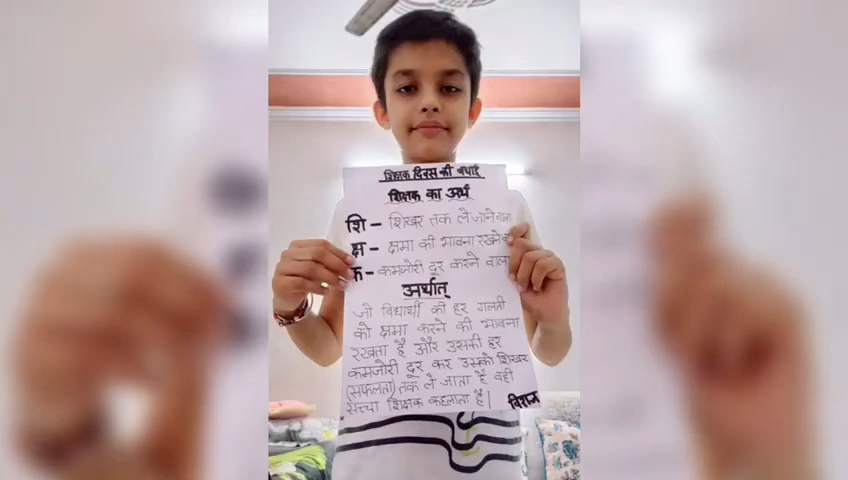 शिक्षक दिवस की बधाई
शिक्षक का अर्थ
शि - शिखर तक ले जाने वाला
क्ष - क्षमा की भावना रखने
क - कमजोरी दूर करने वाला
अर्थात्
जो विद्यार्थी की हर गलती
को क्षमा करने की भावना
रखता है और उसकी हर
कमजोरी दूर कर उसको शिखर
(सफलता) तक ले जाता है वही
सच्चा शिक्षक कहलाता है।